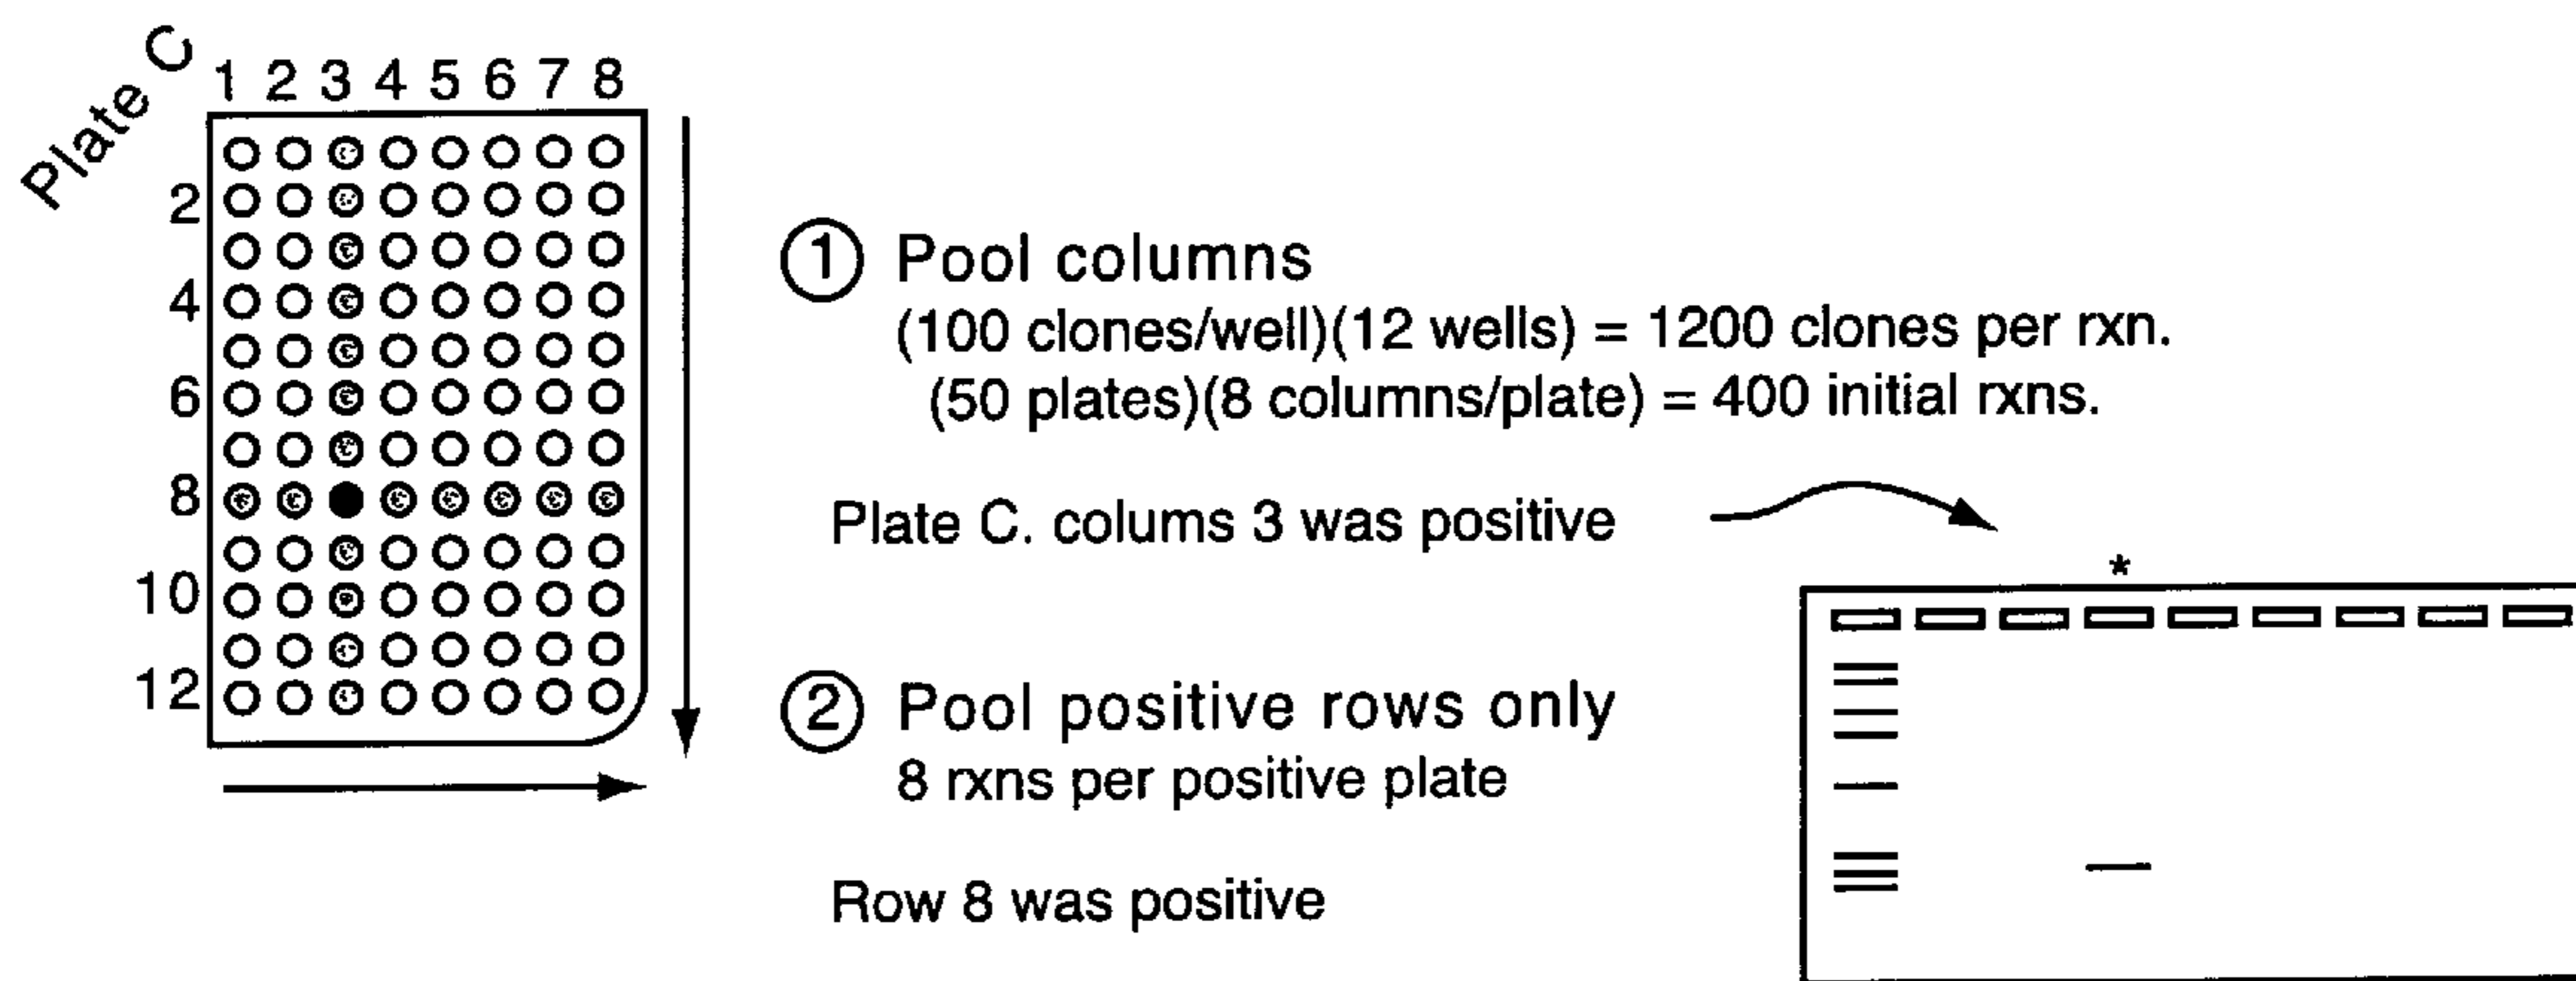 Plate C
1 2 3 4 5 6 7 8
2
4
6
8
10
12
① Pool columns
(100 clones/well)(12 wells) = 1200 clones per rxn.
(50 plates)(8 columns/plate) = 400 initial rxns.
Plate C. colums 3 was positive
*
② Pool positive rows only
8 rxns per positive plate
Row 8 was positive